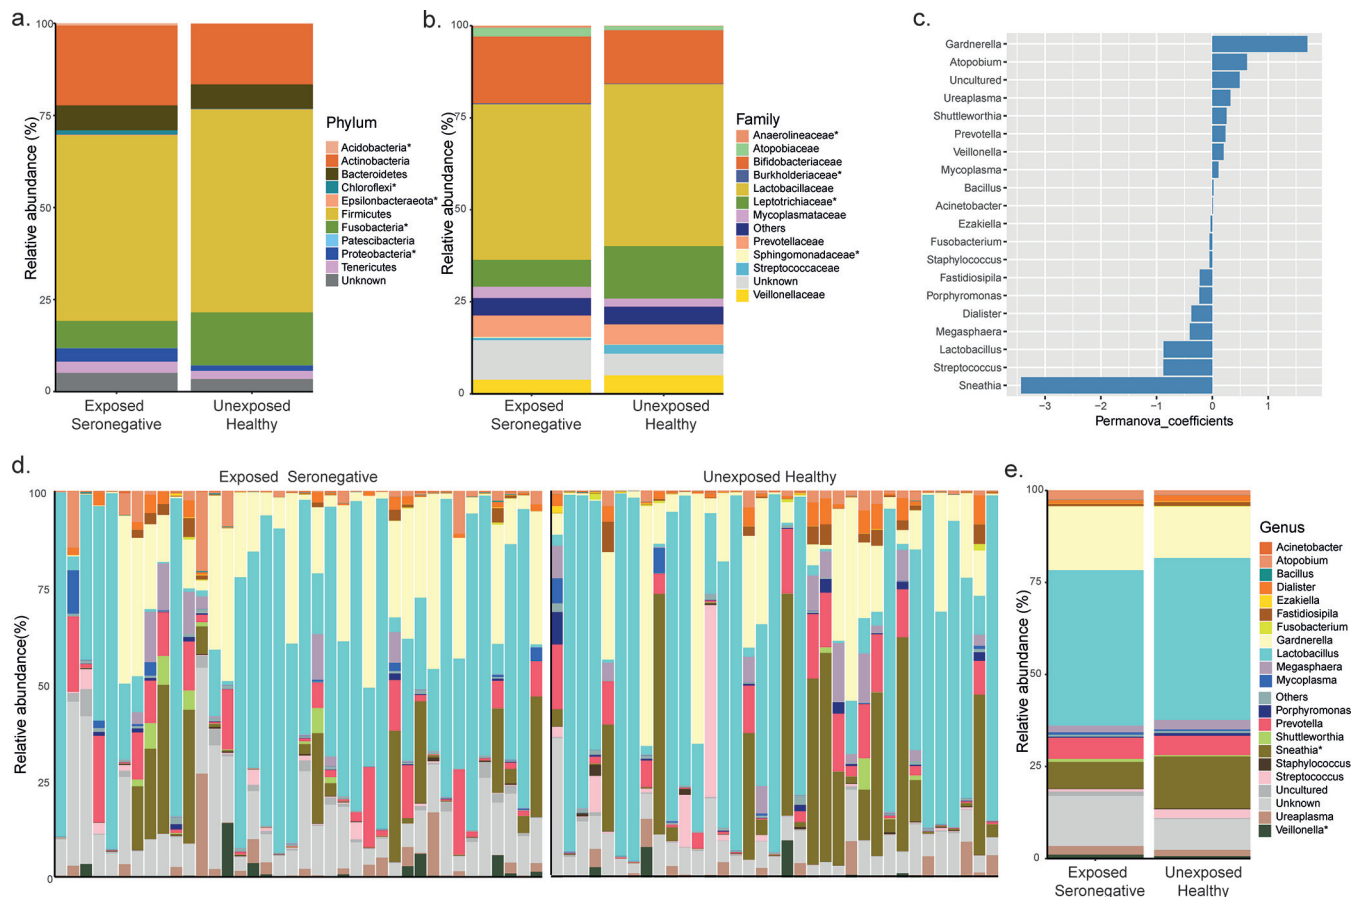 a.
Relative abundance (%)
100
75
50
25
0
Exposed
Seronegative
Unexposed
Healthy
Phylum
Acidobacteria*
Actinobacteria
Bacteroidetes
Chloroflexi*
Epsilonbacteraeota*
Firmicutes
Fusobacteria*
Patescibacteria
Proteobacteria*
Tenericutes
Unknown
b.
Relative abundance (%)
100
75
50
25
0
Exposed
Seronegative
Unexposed
Healthy
Family
Anaerolineaceae*
Atopobiaceae
Bifidobacteriaceae
Burkholderiaceae*
Lactobacillaceae
Leptotrichiaceae*
Mycoplasmataceae
Others
Prevotellaceae
Sphingomonadaceae*
Streptococcaceae
Unknown
Veillonellaceae
c.
Gardnerella
Atopobium
Uncultured
Ureaplasma
Shuttleworthia
Prevotella
Veillonella
Mycoplasma
Bacillus
Acinetobacter
Ezakiella
Fusobacterium
Staphylococcus
Fastidiosipila
Porphyromonas
Dialister
Megasphaera
Lactobacillus
Streptococcus
Sneathia
−3 −2 −1 0 1
Permanova_coefficients
d.
Exposed Seronegative
Unexposed Healthy
Relative abundance(%)
100
75
50
25
0
e.
Relative abundance (%)
100
75
50
25
0
Exposed
Seronegative
Unexposed
Healthy
Genus
Acinetobacter
Atopobium
Bacillus
Dialister
Ezakiella
Fastidiosipila
Fusobacterium
Gardnerella
Lactobacillus
Megasphaera
Mycoplasma
Others
Porphyromonas
Prevotella
Shuttleworthia
Sneathia*
Staphylococcus
Streptococcus
Uncultured
Unknown
Ureaplasma
Veillonella*